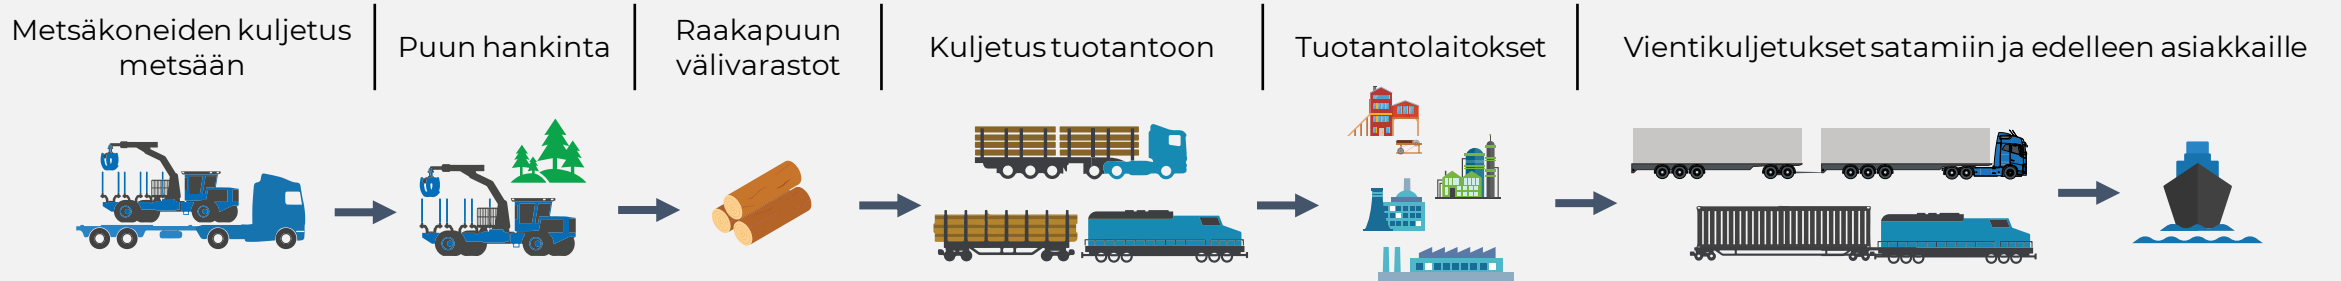 Metsäkoneiden kuljetus
metsään
Puun hankinta
Raakapuun
välivarastot
Kuljetus tuotantoon
Tuotantolaitokset
Vientikuljetukset satamiin ja edelleen asiakkaille